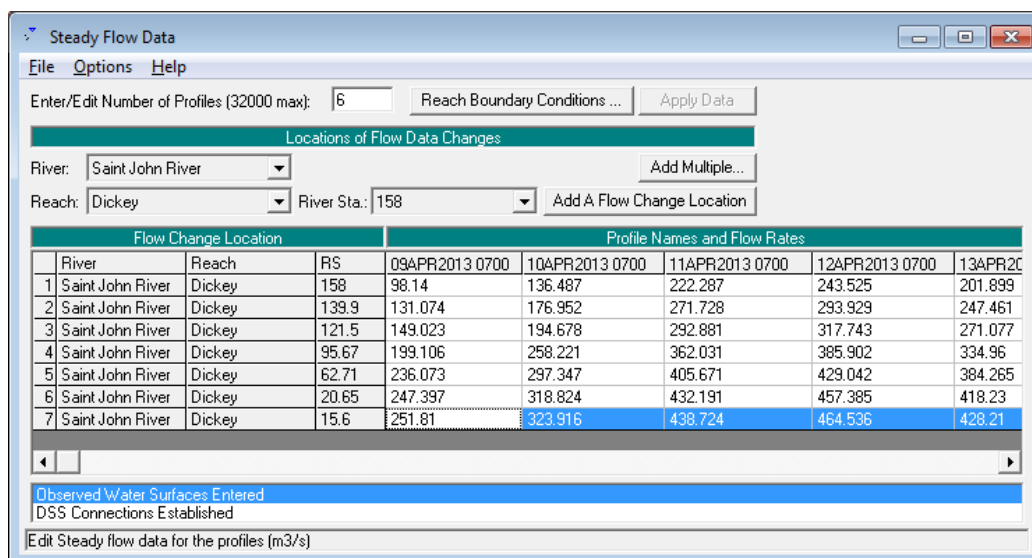 Steady Flow Data
File Options Help
Enter/Edit Number of Profiles (32000 max): 6 Reach Boundary Conditions ... Apply Data
Locations of Flow Data Changes
River: Saint John River Add Multiple...
Reach: Dickey River Sta.: 158 Add A Flow Change Location
Flow Change Location Profile Names and Flow Rates
River Reach RS 09APR2013 0700 10APR2013 0700 11APR2013 0700 12APR2013 0700 13APR20
1 Saint John River Dickey 158 98.14 136.487 222.287 243.525 201.899
2 Saint John River Dickey 139.9 131.074 176.952 271.728 293.929 247.461
3 Saint John River Dickey 121.5 149.023 194.678 292.881 317.743 271.077
4 Saint John River Dickey 95.67 199.106 258.221 362.031 385.902 334.96
5 Saint John River Dickey 62.71 236.073 297.347 405.671 429.042 384.265
6 Saint John River Dickey 20.65 247.397 318.824 432.191 457.385 418.23
7 Saint John River Dickey 15.6 251.81 323.916 438.724 464.536 428.21
Observed Water Surfaces Entered
DSS Connections Established
Edit Steady flow data for the profiles (m3/s)